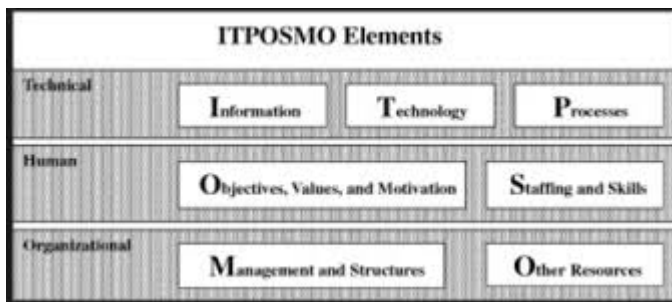 ITPOSMO Elements
Technical
Information Technology Processes
Human
Objectives, Values, and Motivation Staffing and Skills
Organizational
Management and Structures Other Resources